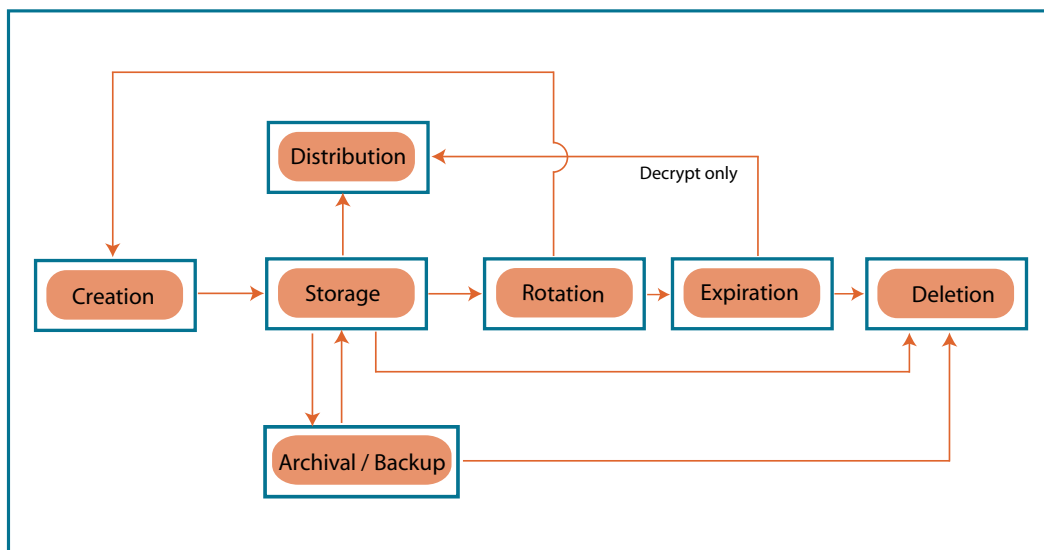 Distribution
Decrypt only
Creation
Storage
Rotation
Expiration
Deletion
Archival / Backup